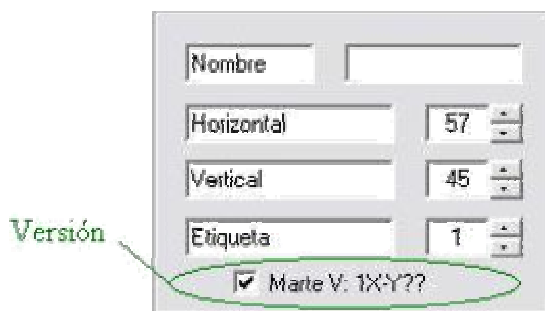 Nombre
Horizontal 57
Vertical 45
Etiqueta 1
Versión
Marte V: 1X-Y??